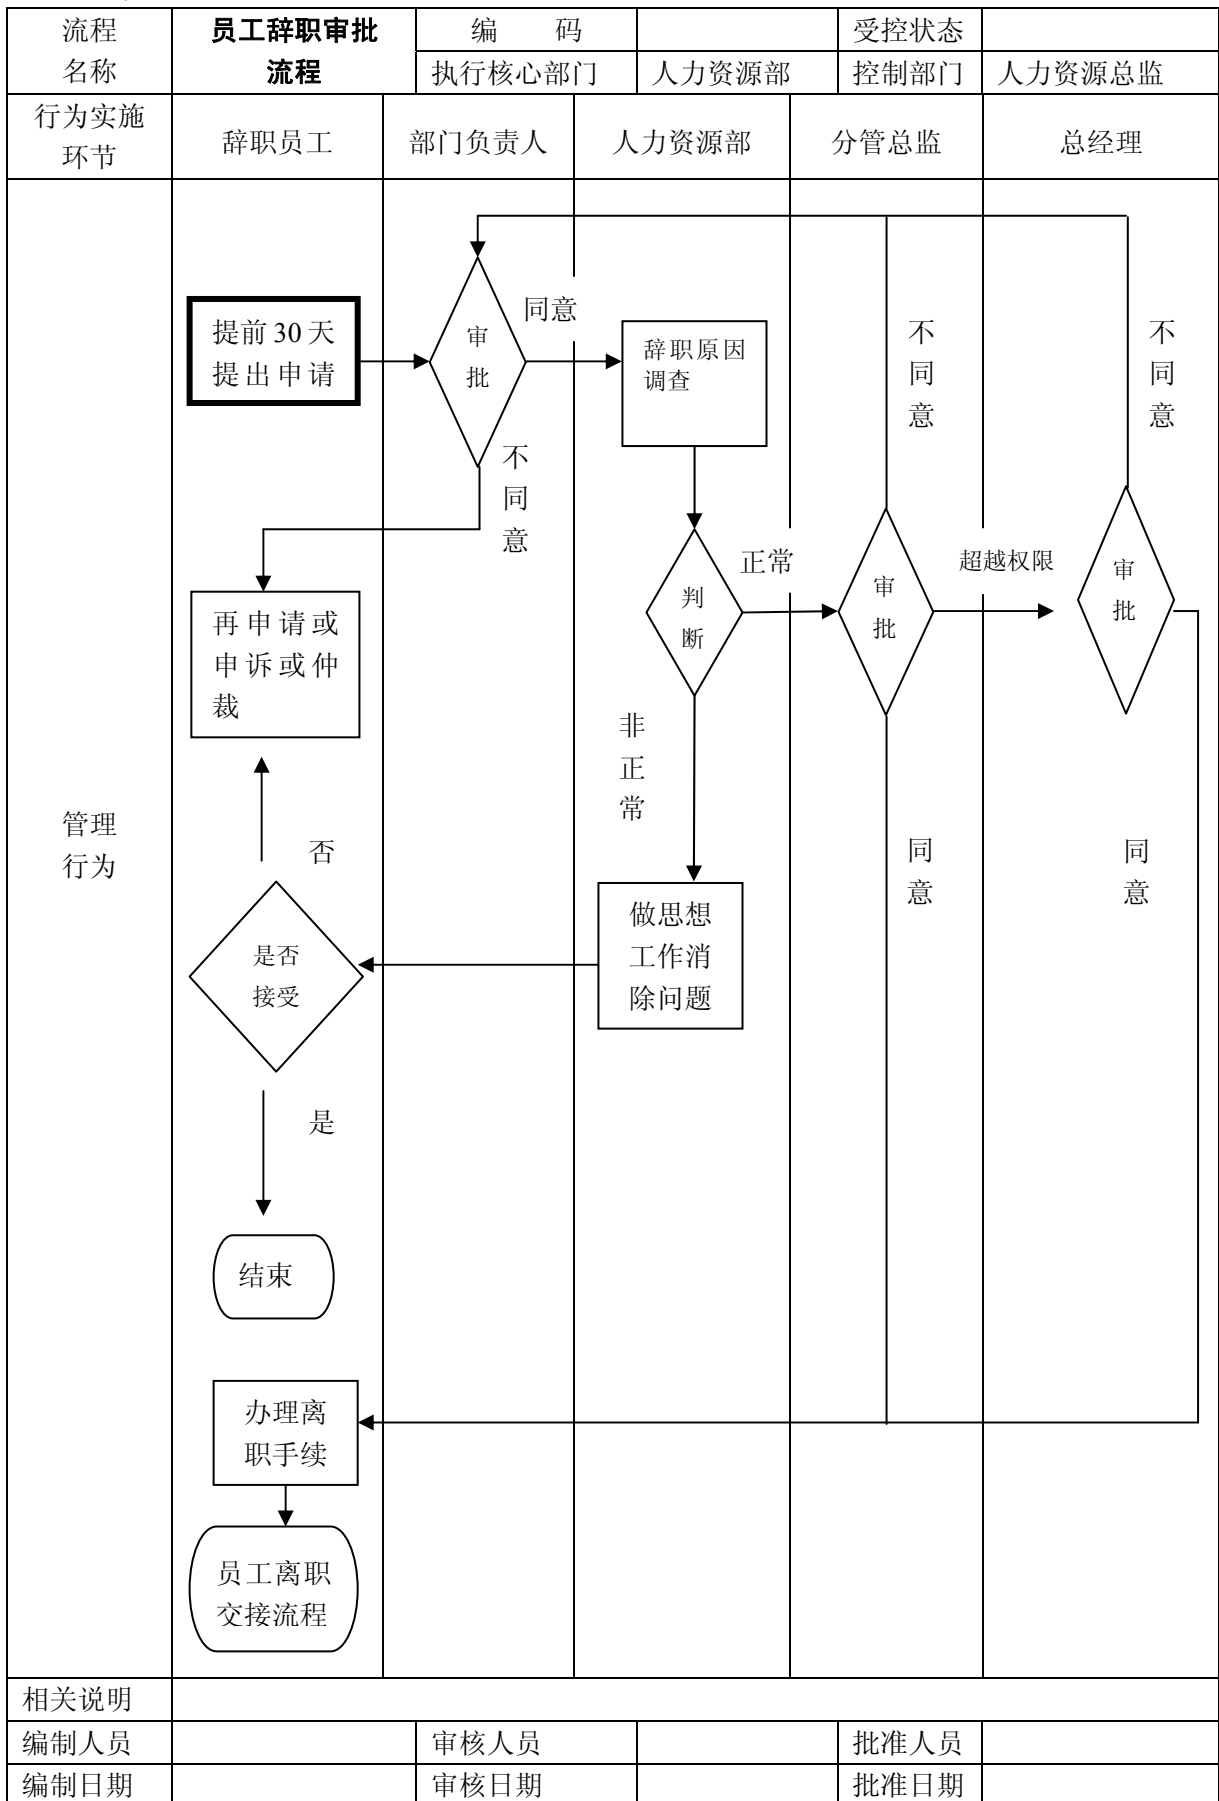 流程
名称
员工辞职审批
流程
编 码
受控状态
执行核心部门
人力资源部
控制部门
人力资源总监
行为实施
环节
辞职员工
部门负责人
人力资源部
分管总监
总经理
管理
行为
提前30天
提出申请
审
批
同意
辞职原因
调查
不
同
意
不
同
意
不
同
意
再申请或
申诉或仲
裁
判
断
正常
审
批
超越权限
审
批
非
正
常
否
同
意
同
意
做思想
工作消
除问题
是否
接受
是
结束
办理离
职手续
员工离职
交接流程
相关说明
编制人员
审核人员
批准人员
编制日期
审核日期
批准日期